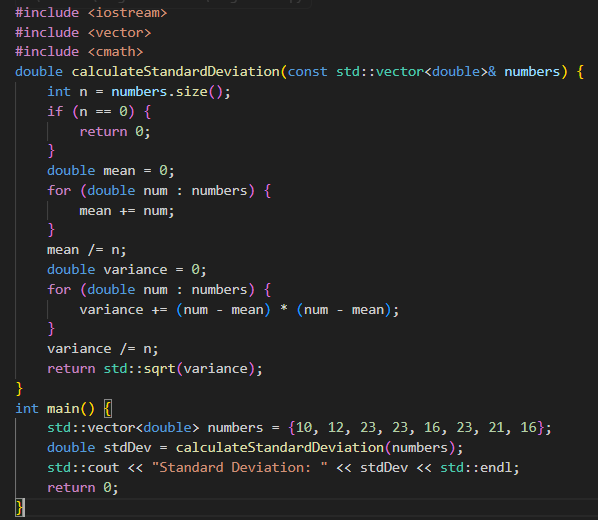 #include <iostream>
#include <vector>
#include <cmath>
double calculateStandardDeviation(const std::vector<double>& numbers) {
    int n = numbers.size();
    if (n == 0) {
        return 0;
    }
    double mean = 0;
    for (double num : numbers) {
        mean += num;
    }
    mean /= n;
    double variance = 0;
    for (double num : numbers) {
        variance += (num - mean) * (num - mean);
    }
    variance /= n;
    return std::sqrt(variance);
}
int main() {
    std::vector<double> numbers = {10, 12, 23, 23, 16, 23, 21, 16};
    double stdDev = calculateStandardDeviation(numbers);
    std::cout << "Standard Deviation: " << stdDev << std::endl;
    return 0;
}